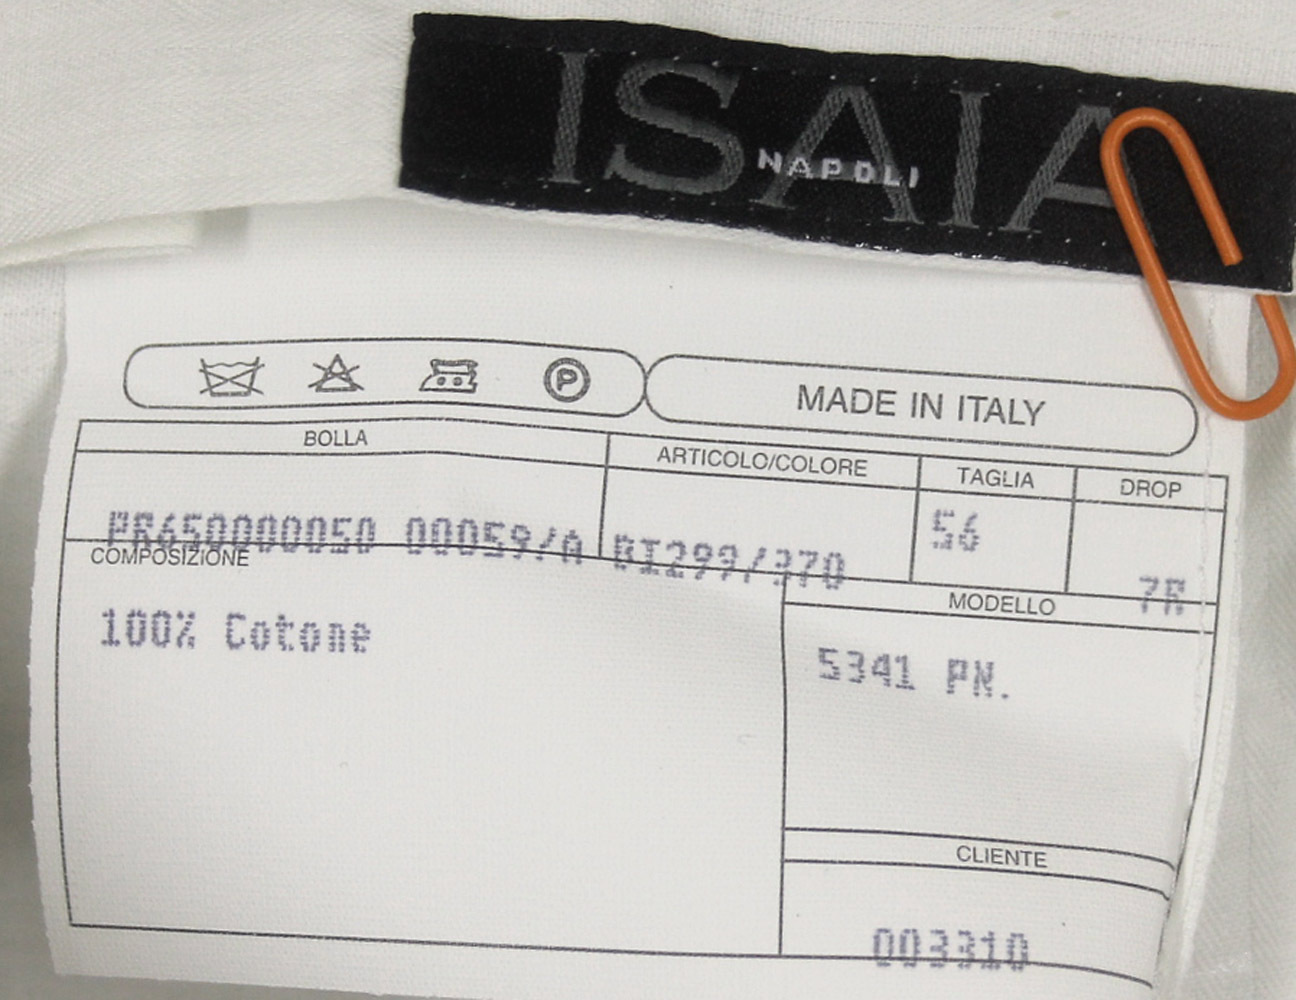 ISAIA
NAPOLI
P
MADE IN ITALY
BOLLA
ARTICOLO/COLORE
TAGLIA
DROP
PR650000050 00059/A
RI299/370
56
7R
COMPOSIZIONE
100% Cotone
MODELLO
5341 PN.
CLIENTE
003310